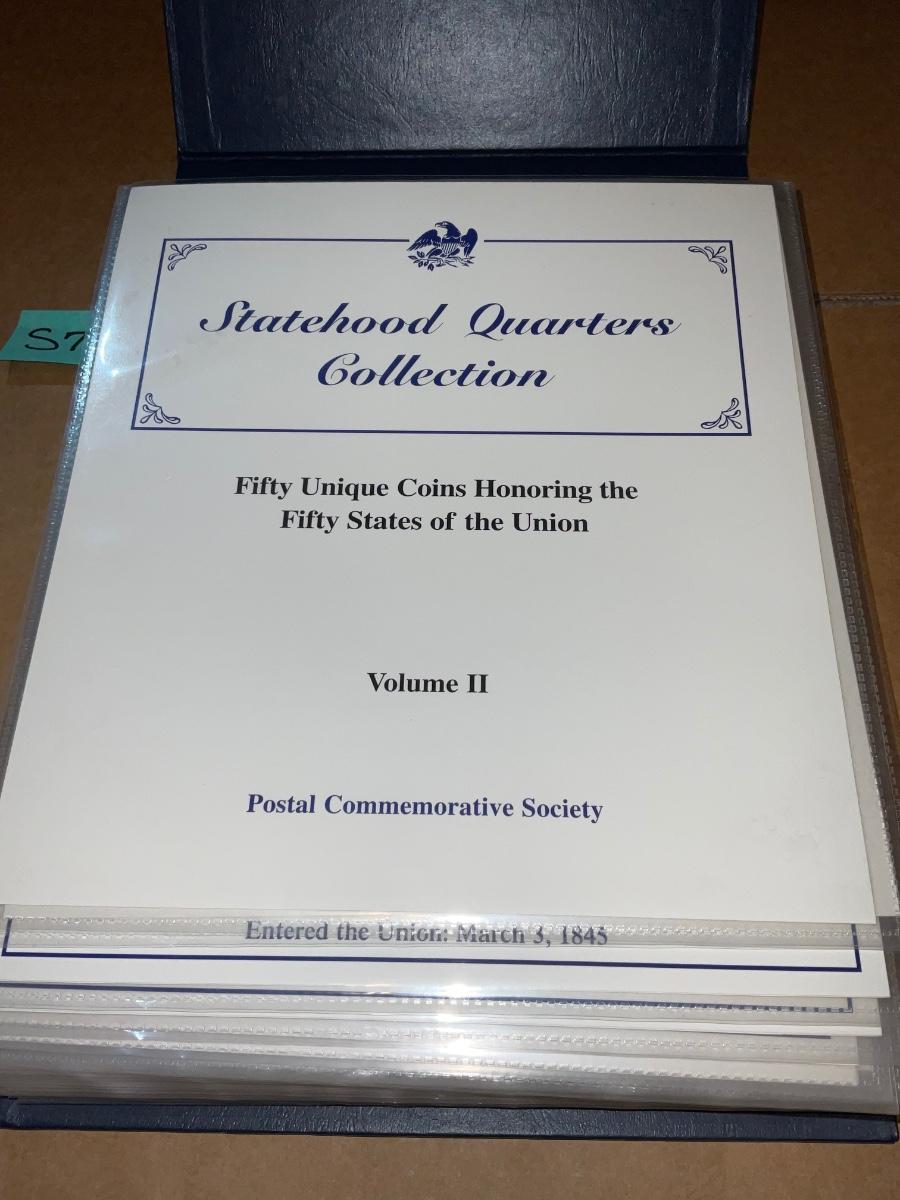 Statehood Quarters
Collection
S7
Fifty Unique Coins Honoring the
Fifty States of the Union
Volume II
Postal Commemorative Society
Entered the Union: March 3, 1845